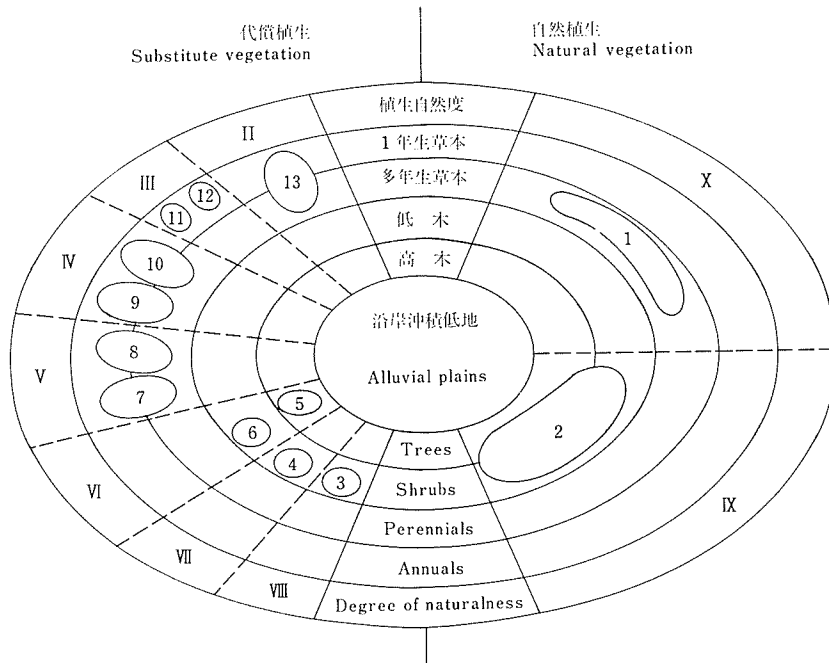 代償植生
Substitute vegetation
自然植生
Natural vegetation
植生自然度
1年生草本
多年生草本
低木
高木
沿岸沖積低地
Alluvial plains
Trees
Shrubs
Perennials
Annuals
Degree of naturalness
II
III
IV
V
VI
VII
VIII
IX
X
1
2
3
4
5
6
7
8
9
10
11
12
13